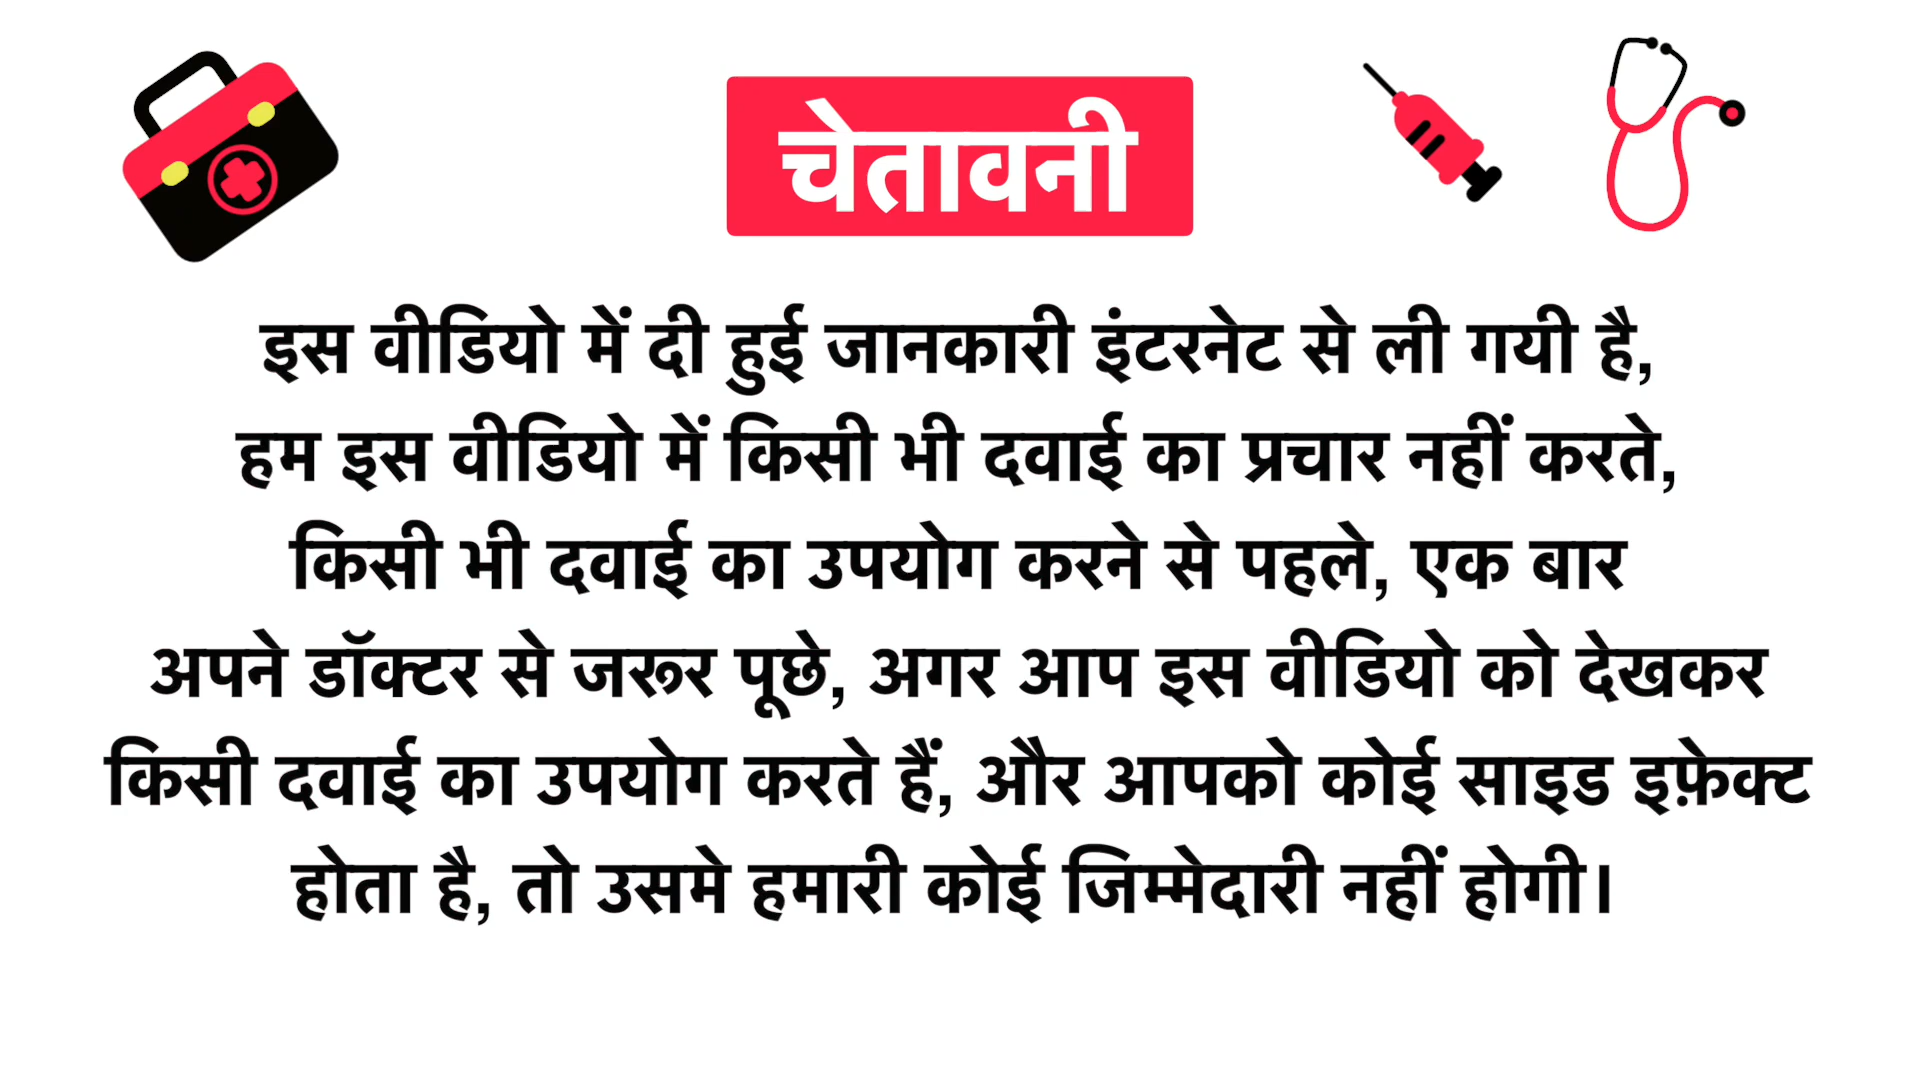 चेतावनी
इस वीडियो में दी हुई जानकारी इंटरनेट से ली गयी है,
हम इस वीडियो में किसी भी दवाई का प्रचार नहीं करते,
किसी भी दवाई का उपयोग करने से पहले, एक बार
अपने डॉक्टर से जरूर पूछे, अगर आप इस वीडियो को देखकर
किसी दवाई का उपयोग करते हैं, और आपको कोई साइड इफ़ेक्ट
होता है, तो उसमे हमारी कोई जिम्मेदारी नहीं होगी।